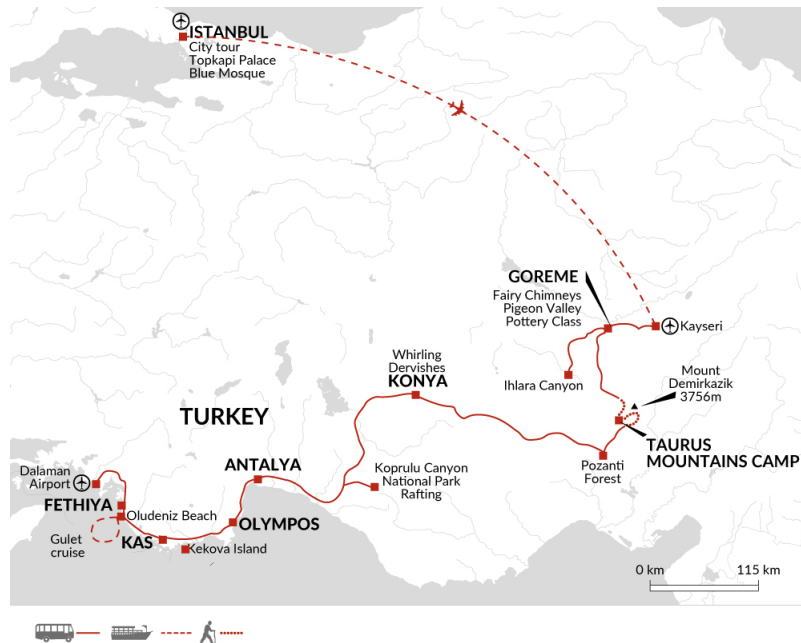 ISTANBUL
City tour
Topkapi Palace
Blue Mosque
GOREME
Fairy Chimneys
Pigeon Valley
Pottery Class
Kayseri
Whirling
Dervishes
KONYA
Ihlara Canyon
Mount
Demirkazik
3756m
TURKEY
TAURUS
MOUNTAINS CAMP
Pozanti
Forest
ANTALYA
Koprulu Canyon
National Park
Rafting
Dalaman
Airport
FETHIYA
Oludeniz Beach
OLYMPOS
Gulet
cruise
KAS
Kekova Island
0 km
115 km